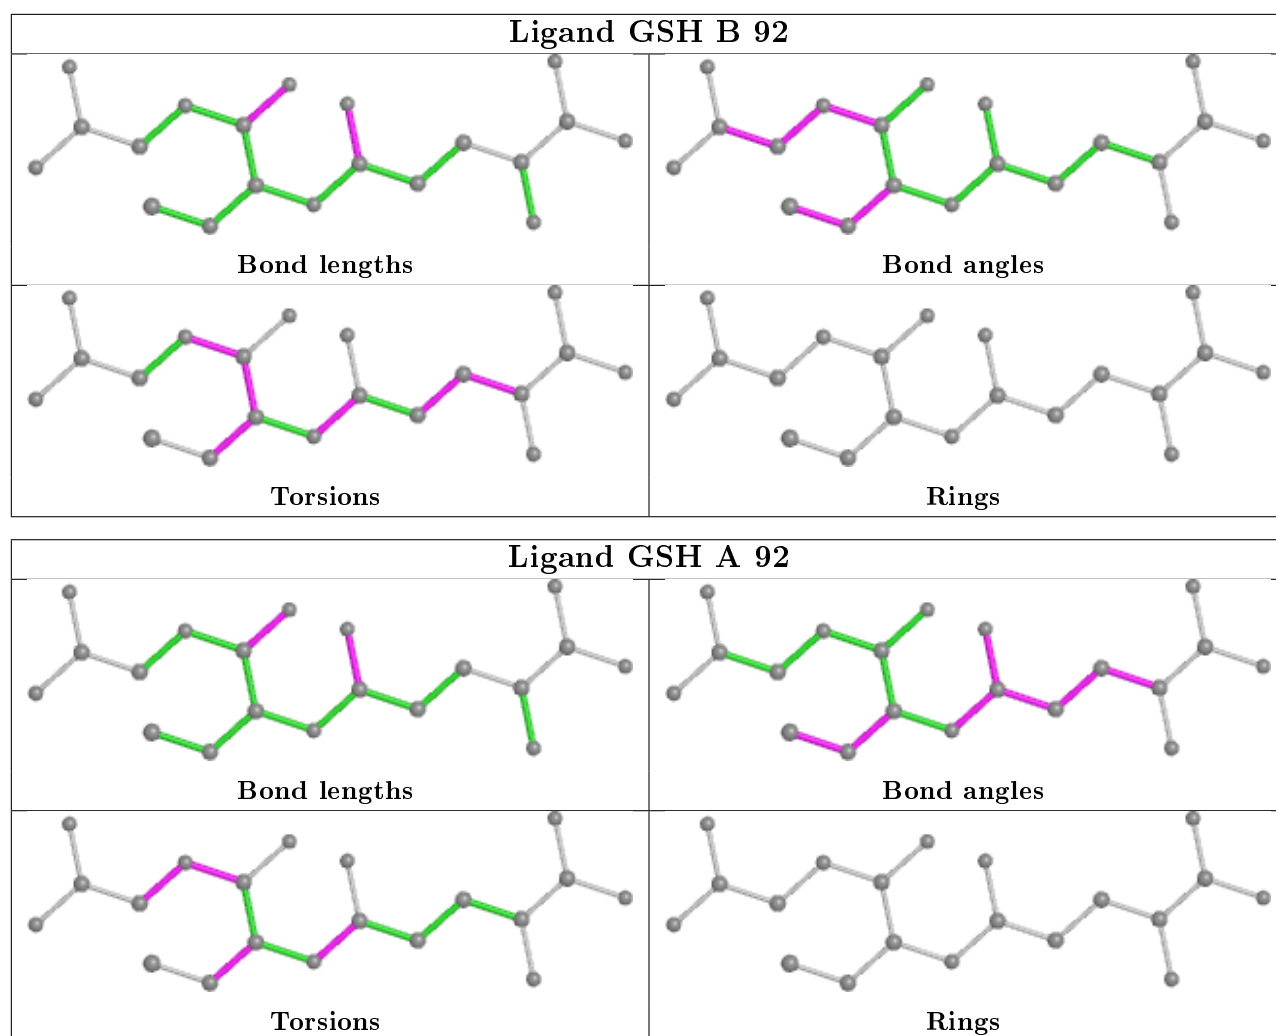 Ligand GSH B 92
Bond lengths
Bond angles
Torsions
Rings
Ligand GSH A 92
Bond lengths
Bond angles
Torsions
Rings